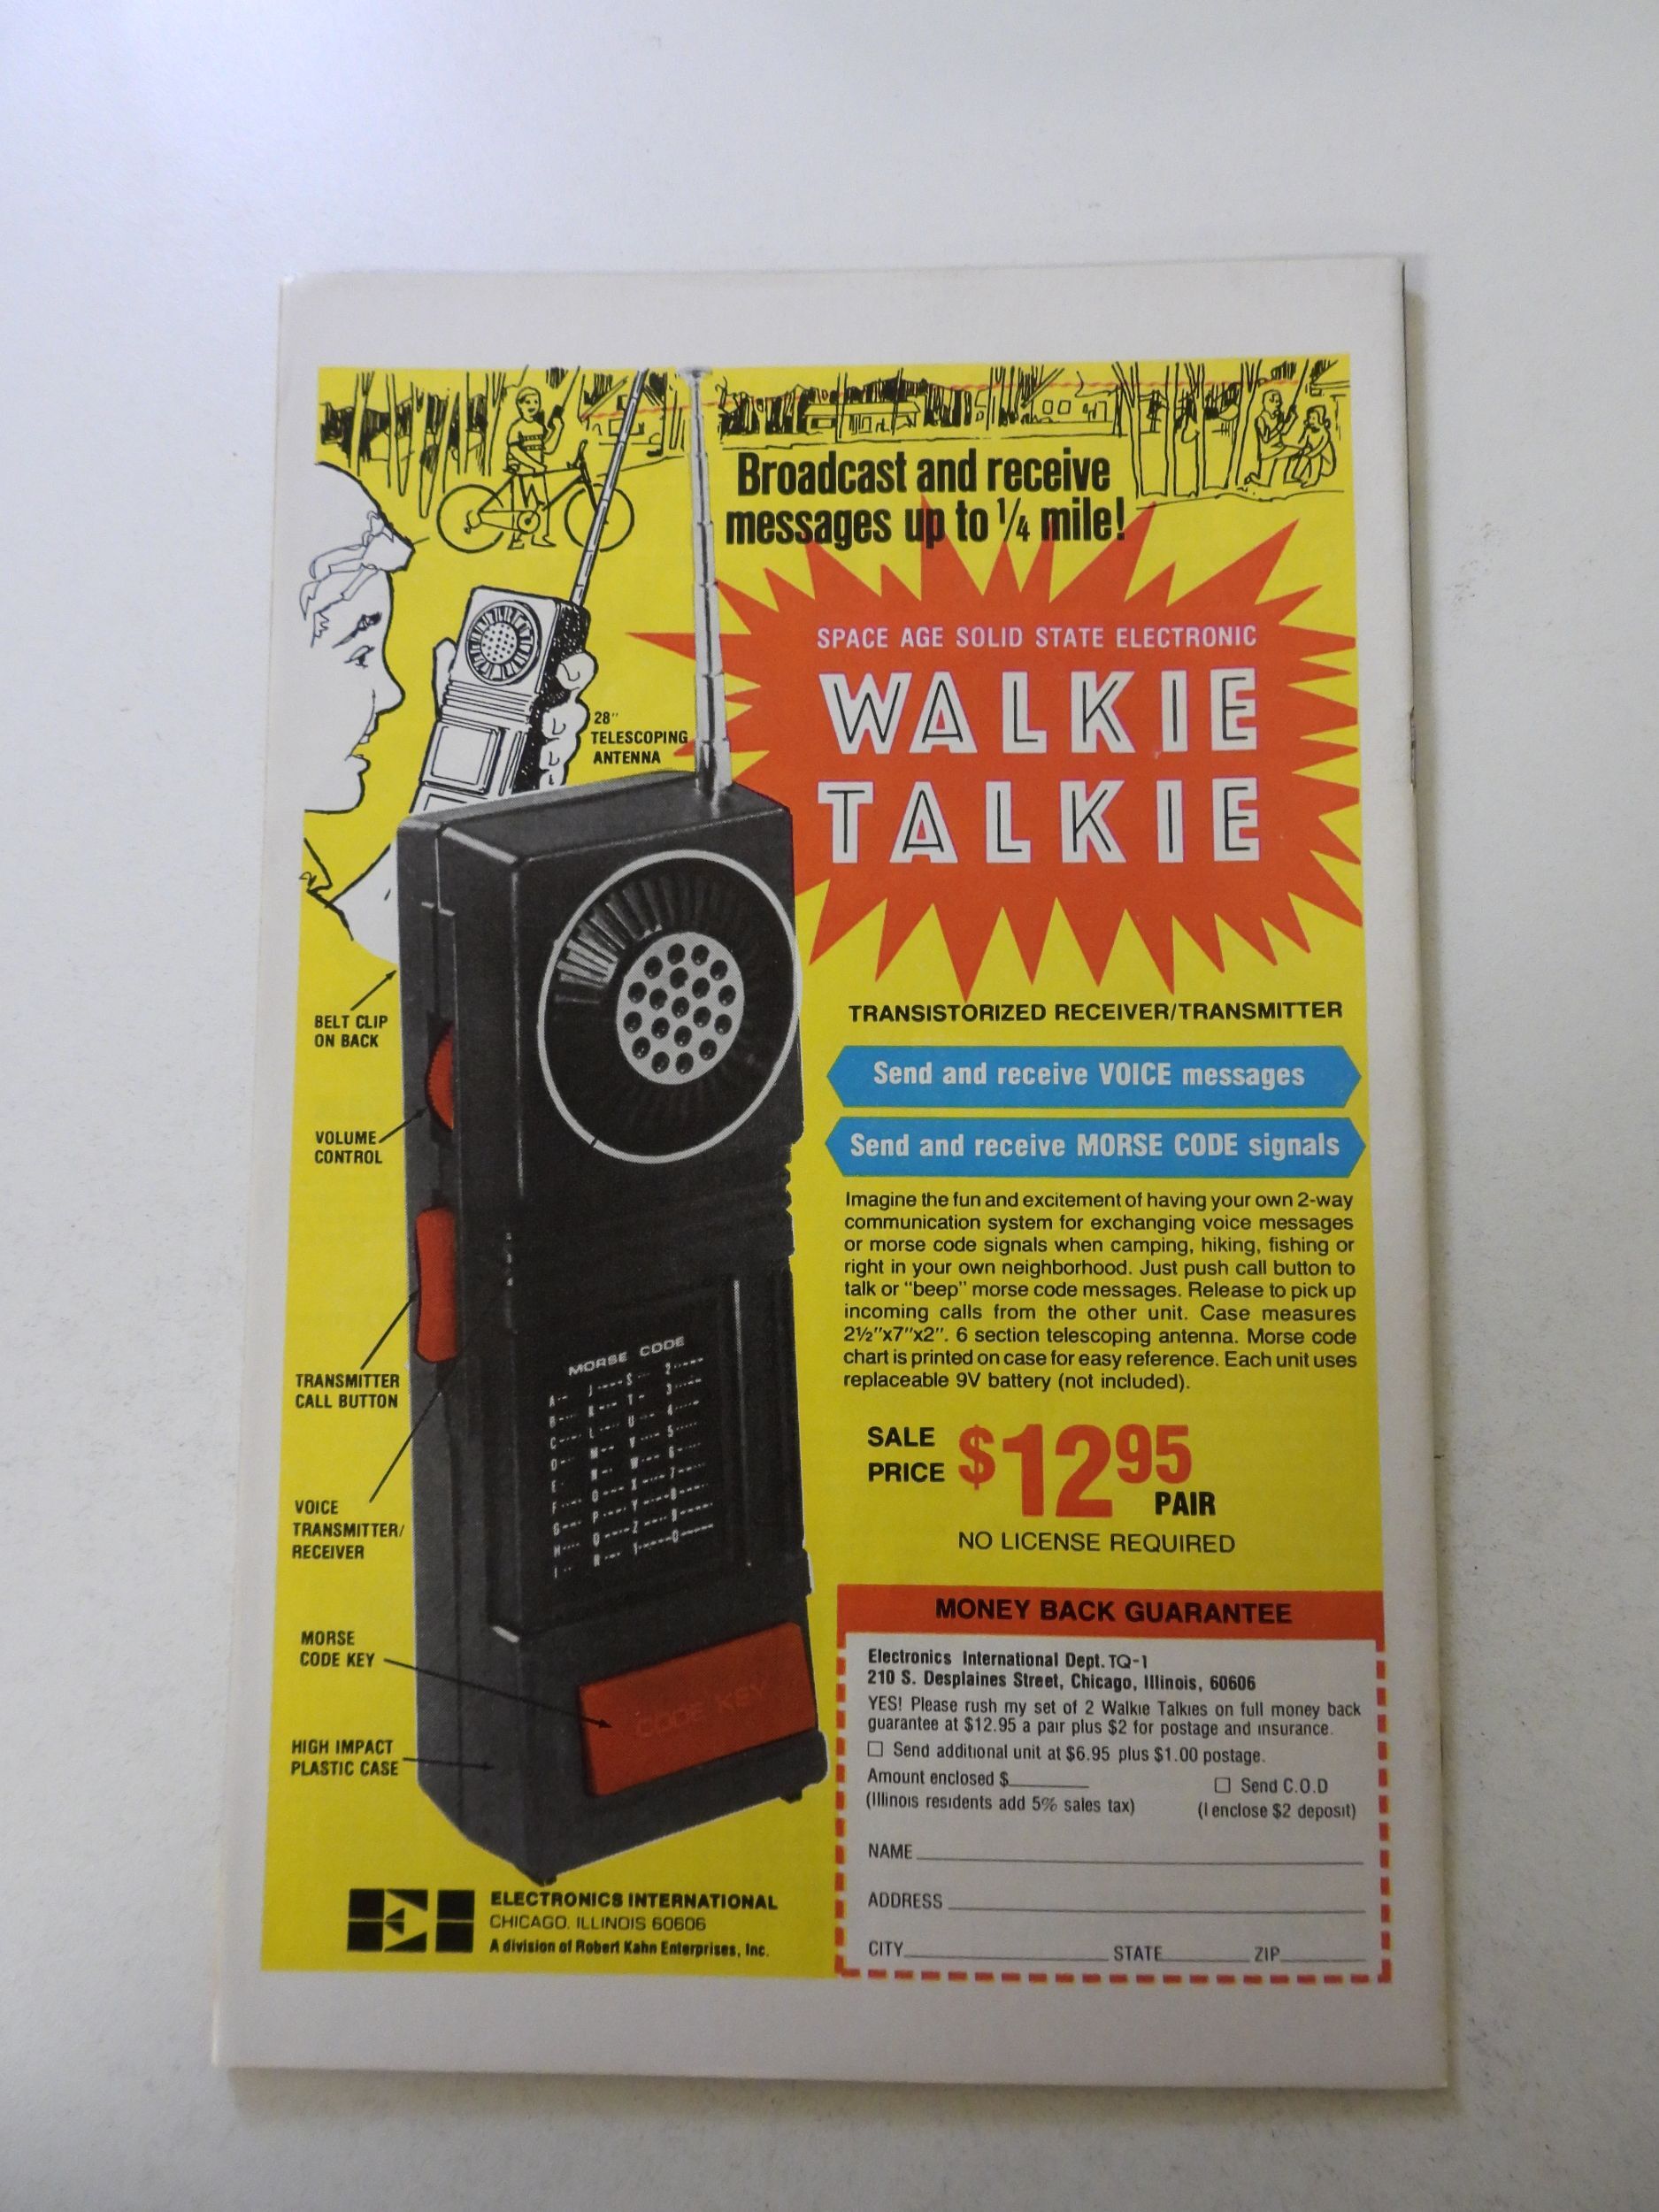 Broadcast and receive
messages up to 1/4 mile!
SPACE AGE SOLID STATE ELECTRONIC
WALKIE
TALKIE
28"
TELESCOPING
ANTENNA
BELT CLIP
ON BACK
VOLUME
CONTROL
TRANSMITTER
CALL BUTTON
VOICE
TRANSMITTER/
RECEIVER
MORSE
CODE KEY
HIGH IMPACT
PLASTIC CASE
MORSE CODE
CODE KEY
TRANSISTORIZED RECEIVER/TRANSMITTER
Send and receive VOICE messages
Send and receive MORSE CODE signals
Imagine the fun and excitement of having your own 2-way
communication system for exchanging voice messages
or morse code signals when camping, hiking, fishing or
right in your own neighborhood. Just push call button to
talk or "beep" morse code messages. Release to pick up
incoming calls from the other unit. Case measures
2½"x7"x2". 6 section telescoping antenna. Morse code
chart is printed on case for easy reference. Each unit uses
replaceable 9V battery (not included).
SALE
PRICE $12 95
PAIR
NO LICENSE REQUIRED
MONEY BACK GUARANTEE
Electronics International Dept. TQ-1
210 S. Desplaines Street, Chicago, Illinois, 60606
YES! Please rush my set of 2 Walkie Talkies on full money back
guarantee at $12.95 a pair plus $2 for postage and insurance.
☐ Send additional unit at $6.95 plus $1.00 postage.
Amount enclosed $________ ☐ Send C.O.D
(Illinois residents add 5% sales tax) (I enclose $2 deposit)
NAME
ADDRESS
CITY STATE ZIP
ELECTRONICS INTERNATIONAL
CHICAGO, ILLINOIS 60606
A division of Robert Kahn Enterprises, Inc.